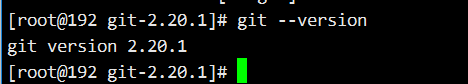 [root@192 git-2.20.1]# git --version
git version 2.20.1
[root@192 git-2.20.1]#